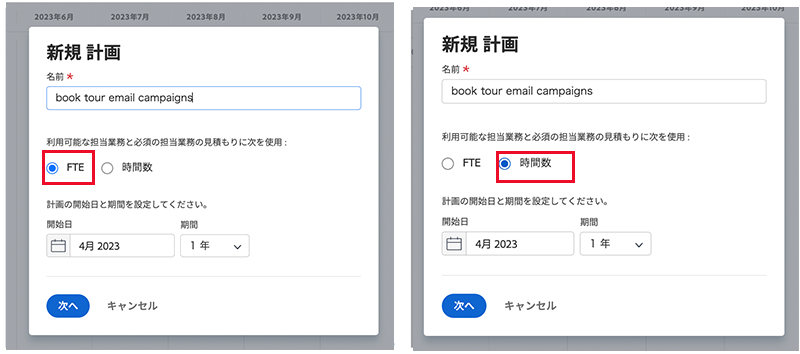 2023年6月 2023年7月 2023年8月 2023年9月 2023年10月
新規 計画
名前 *
book tour email campaigns
利用可能な担当業務と必須の担当業務の見積もりに次を使用 :
FTE 時間数
計画の開始日と期間を設定してください。
開始日 期間
4月 2023 1 年
次へ キャンセル
2023年6月 2023年7月 2023年8月 2023年9月 2023年10月
新規 計画
名前 *
book tour email campaigns
利用可能な担当業務と必須の担当業務の見積もりに次を使用 :
FTE 時間数
計画の開始日と期間を設定してください。
開始日 期間
4月 2023 1 年
次へ キャンセル